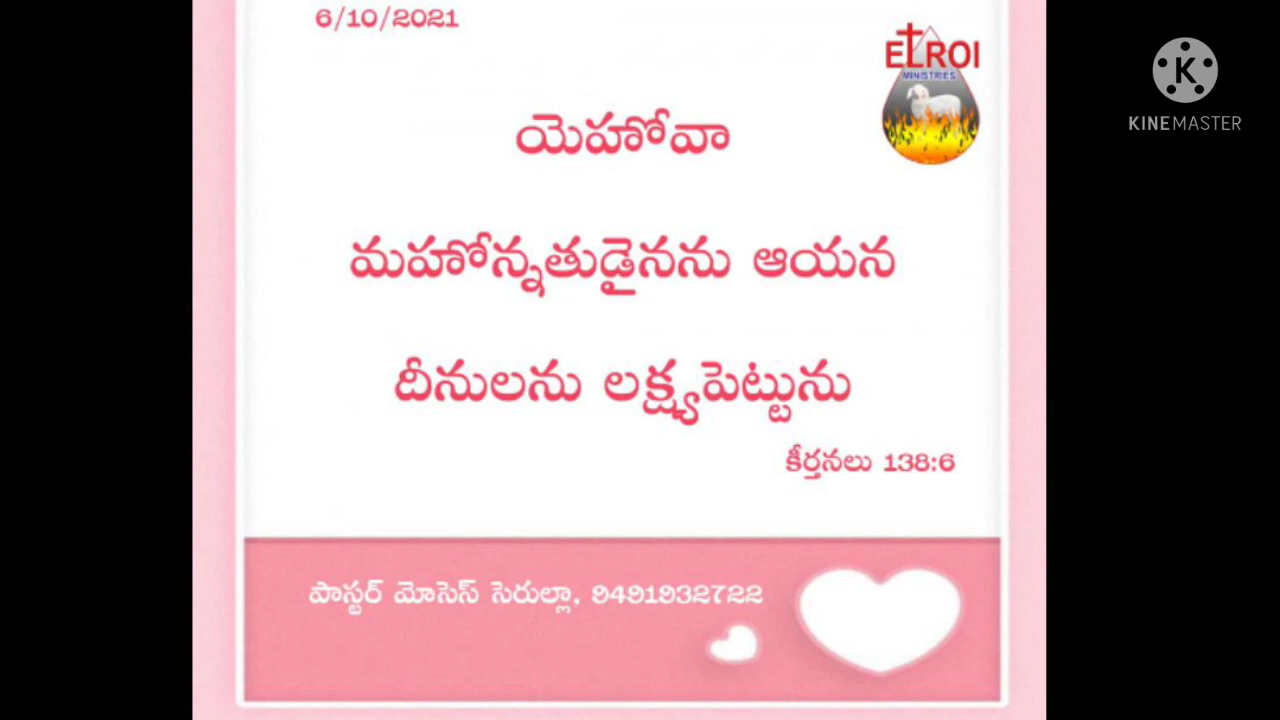 6/10/2021
ELROI
MINISTRIES
K
KINEMASTER
యెహోవా
మహోన్నతుడైనను ఆయన
దీనులను లక్ష్యపెట్టును
కీర్తనలు 138:6
పాస్టర్ మోసెస్ సెరుల్లా, 9491932722